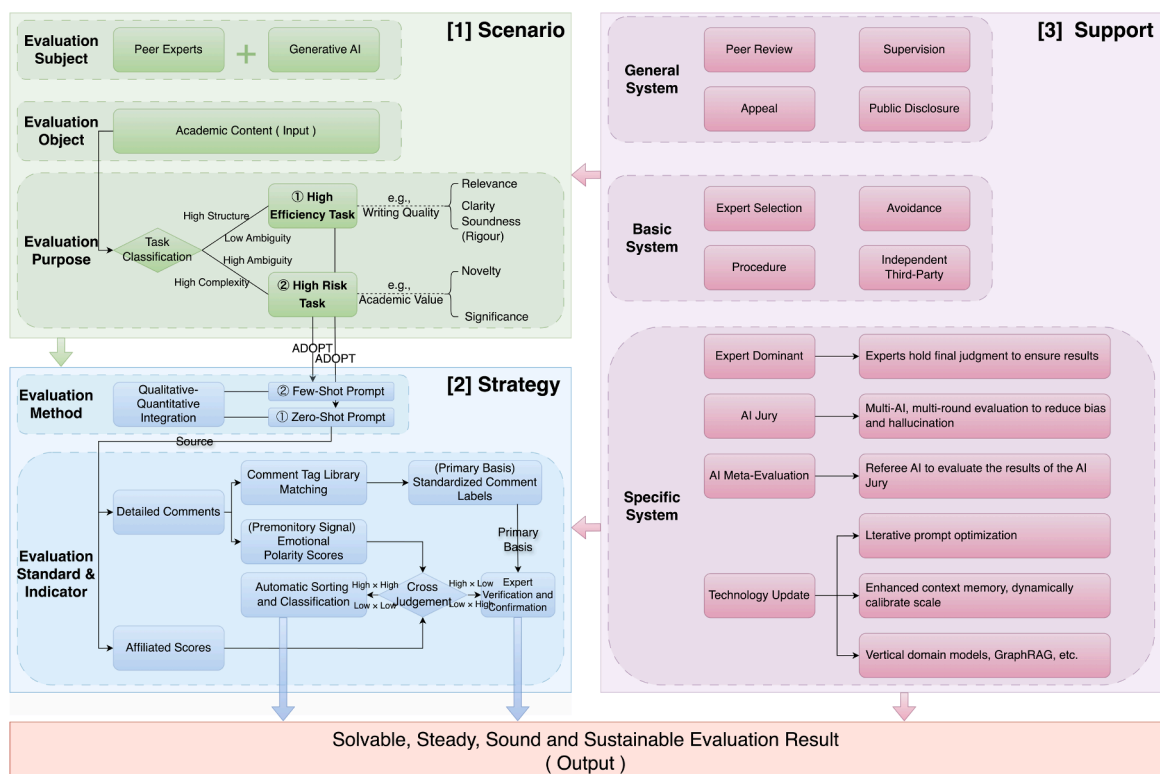 [1] Scenario
Evaluation
Subject
Peer Experts
+
Generative AI
Evaluation
Object
Academic Content ( Input )
Evaluation
Purpose
Task
Classification
High Structure
Low Ambiguity
High Ambiguity
High Complexity
① High
Efficiency Task
e.g.,
Writing Quality
Relevance
Clarity
Soundness
(Rigour)
② High Risk
Task
e.g.,
Academic Value
Novelty
Significance
ADOPT
ADOPT
[2] Strategy
Evaluation
Method
Qualitative-
Quantitative
Integration
② Few-Shot Prompt
① Zero-Shot Prompt
Source
Evaluation
Standard &
Indicator
Detailed Comments
Comment Tag Library
Matching
(Primary Basis)
Standardized Comment
Labels
(Premonitory Signal)
Emotional
Polarity Scores
Primary
Basis
Automatic Sorting
and Classification
High × High
Low × Low
Cross
Judgement
High × Low
Low × High
Expert
Verification and
Confirmation
Affiliated Scores
[3] Support
General
System
Peer Review
Supervision
Appeal
Public Disclosure
Basic
System
Expert Selection
Avoidance
Procedure
Independent
Third-Party
Specific
System
Expert Dominant
Experts hold final judgment to ensure results
AI Jury
Multi-AI, multi-round evaluation to reduce bias
and hallucination
AI Meta-Evaluation
Referee AI to evaluate the results of the AI
Jury
Technology Update
Lterative prompt optimization
Enhanced context memory, dynamically
calibrate scale
Vertical domain models, GraphRAG, etc.
Solvable, Steady, Sound and Sustainable Evaluation Result
( Output )